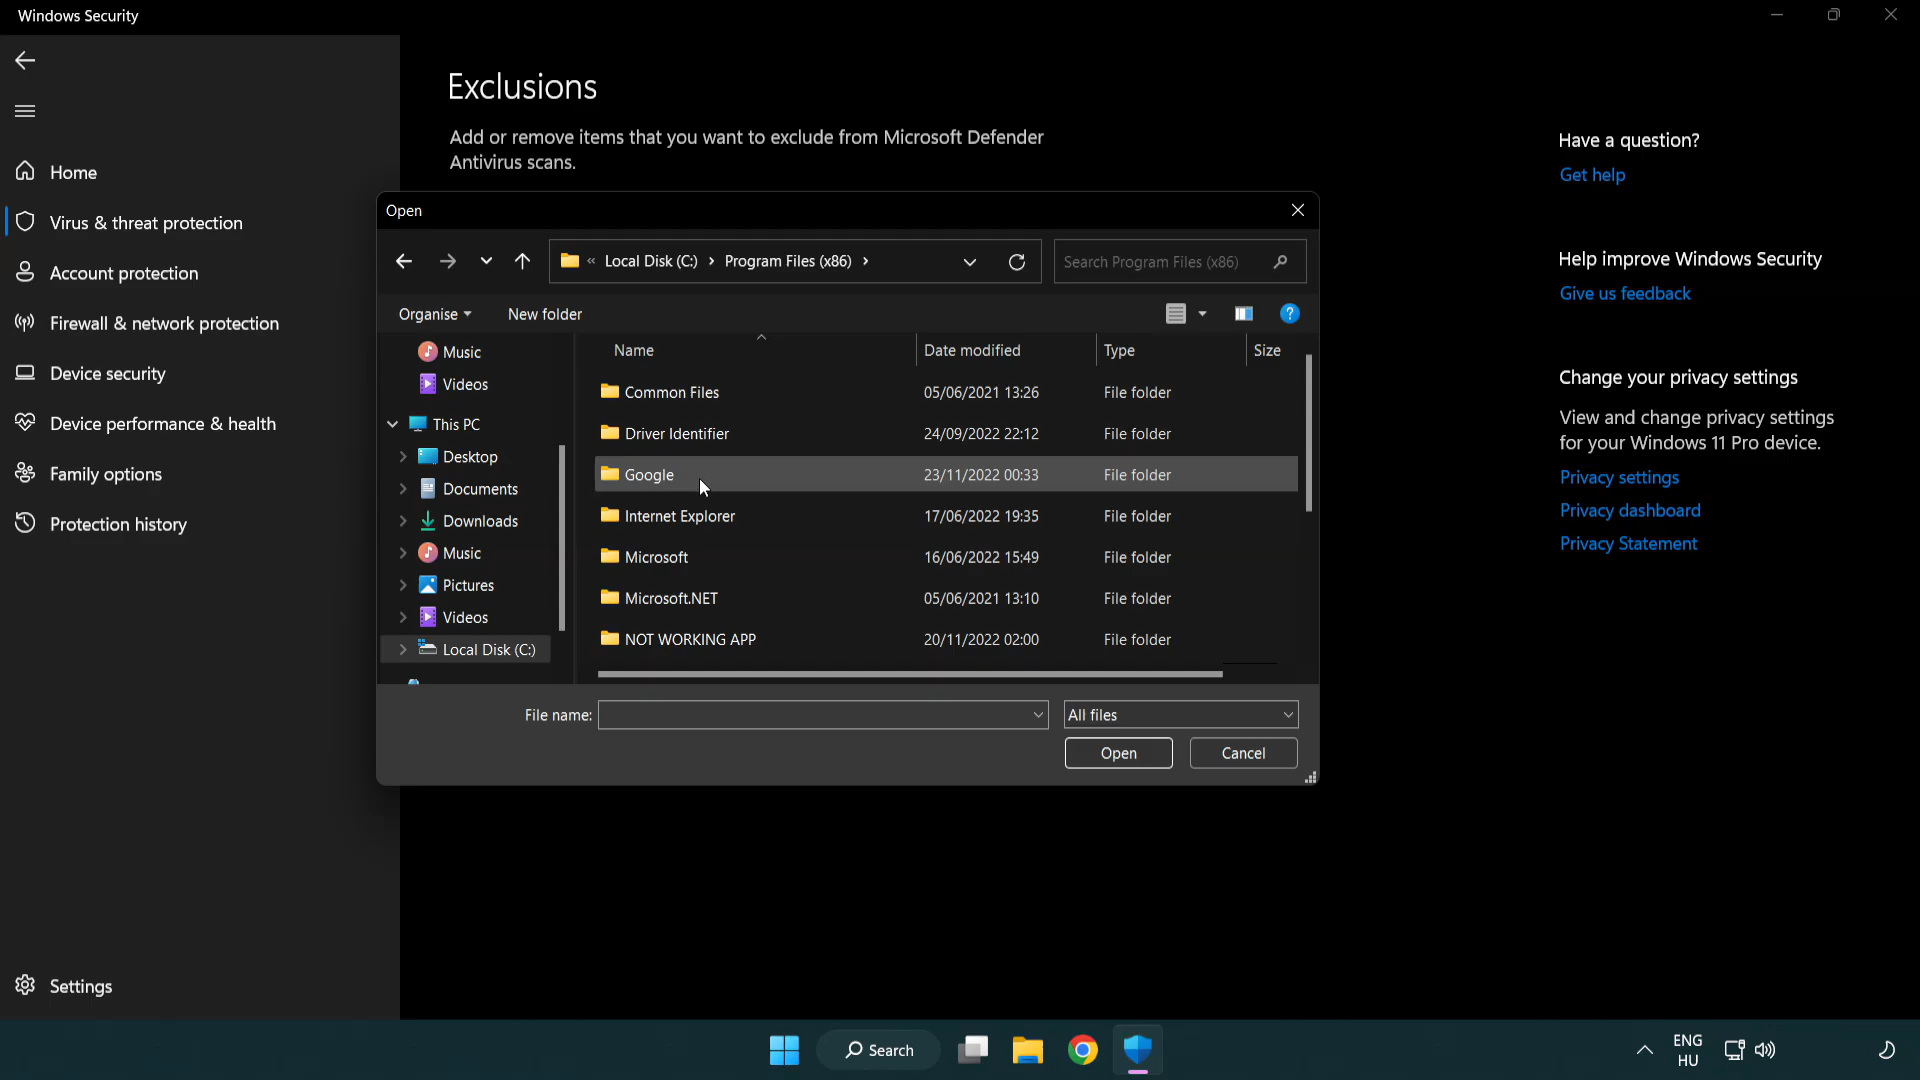 Windows Security
Exclusions
Add or remove items that you want to exclude from Microsoft Defender
Antivirus scans.
Home
Virus & threat protection
Account protection
Firewall & network protection
Device security
Device performance & health
Family options
Protection history
Settings
Open
« Local Disk (C:) > Program Files (x86) >
Search Program Files (x86)
Organise
New folder
Name Date modified Type Size
Music
Videos
This PC
Desktop
Documents
Downloads
Music
Pictures
Videos
Local Disk (C:)
Common Files 05/06/2021 13:26 File folder
Driver Identifier 24/09/2022 22:12 File folder
Google 23/11/2022 00:33 File folder
Internet Explorer 17/06/2022 19:35 File folder
Microsoft 16/06/2022 15:49 File folder
Microsoft.NET 05/06/2021 13:10 File folder
NOT WORKING APP 20/11/2022 02:00 File folder
File name:
All files
Open
Cancel
Have a question?
Get help
Help improve Windows Security
Give us feedback
Change your privacy settings
View and change privacy settings
for your Windows 11 Pro device.
Privacy settings
Privacy dashboard
Privacy Statement
Search
ENG
HU